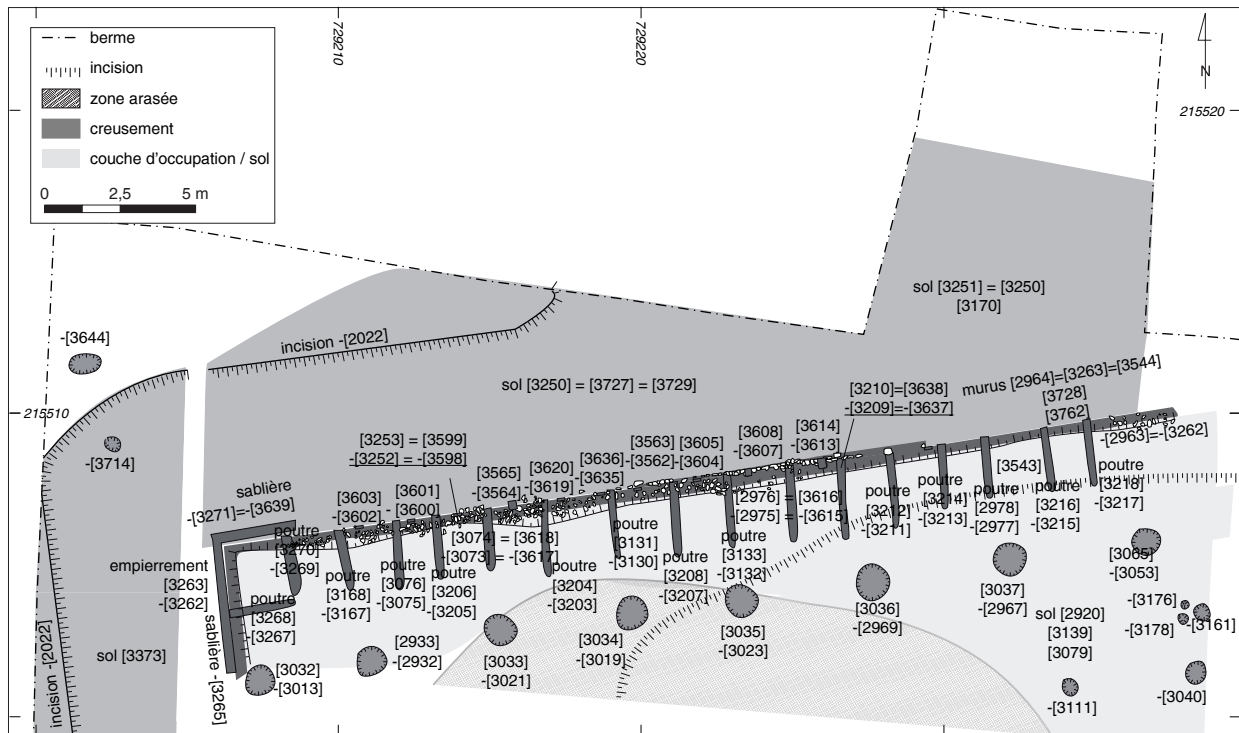 berme
incision
zone arasée
creusement
couche d'occupation / sol
0 2,5 5 m
729210
729220
N
215520
215510
-[3644]
-[3714]
incision -[2022]
sol [3251] = [3250]
[3170]
sol [3250] = [3727] = [3729]
murus [2964]=[3263]=[3544]
[3728]
[3762]
-[2963]=-[3262]
[3210]=[3638]
-[3209]=-[3637]
[3253] = [3599]
-[3252] = -[3598]
[3603]
-[3602]
[3601]
-[3600]
[3565]
-[3564]
[3620]
-[3619]
[3636]
-[3635]
[3563]
-[3562]
[3605]
-[3604]
[3608]
-[3607]
[3614]
-[3613]
sablière
-[3271]=-[3639]
empierrement
[3263]
-[3262]
sablière -[3265]
incision -[2022]
sol [3373]
poutre
[3270]
-[3269]
poutre
[3268]
-[3267]
poutre
[3168]
-[3167]
poutre
[3076]
-[3075]
[3074] = [3618]
-[3073] = -[3617]
poutre
[3206]
-[3205]
poutre
[3204]
-[3203]
poutre
[3131]
-[3130]
poutre
[3208]
-[3207]
poutre
[3133]
-[3132]
[2976] = [3616]
-[2975] = -[3615]
poutre
[3212]
-[3211]
poutre
[3214]
-[3213]
[3543]
poutre
[2978]
-[2977]
poutre
[3216]
-[3215]
poutre
[3218]
-[3217]
[3032]
-[3013]
[2933]
-[2932]
[3033]
-[3021]
[3034]
-[3019]
[3035]
-[3023]
[3036]
-[2969]
[3037]
-[2967]
[3065]
-[3053]
sol [2920]
[3139]
[3079]
-[3176]
-[3178]
-[3161]
-[3111]
-[3040]